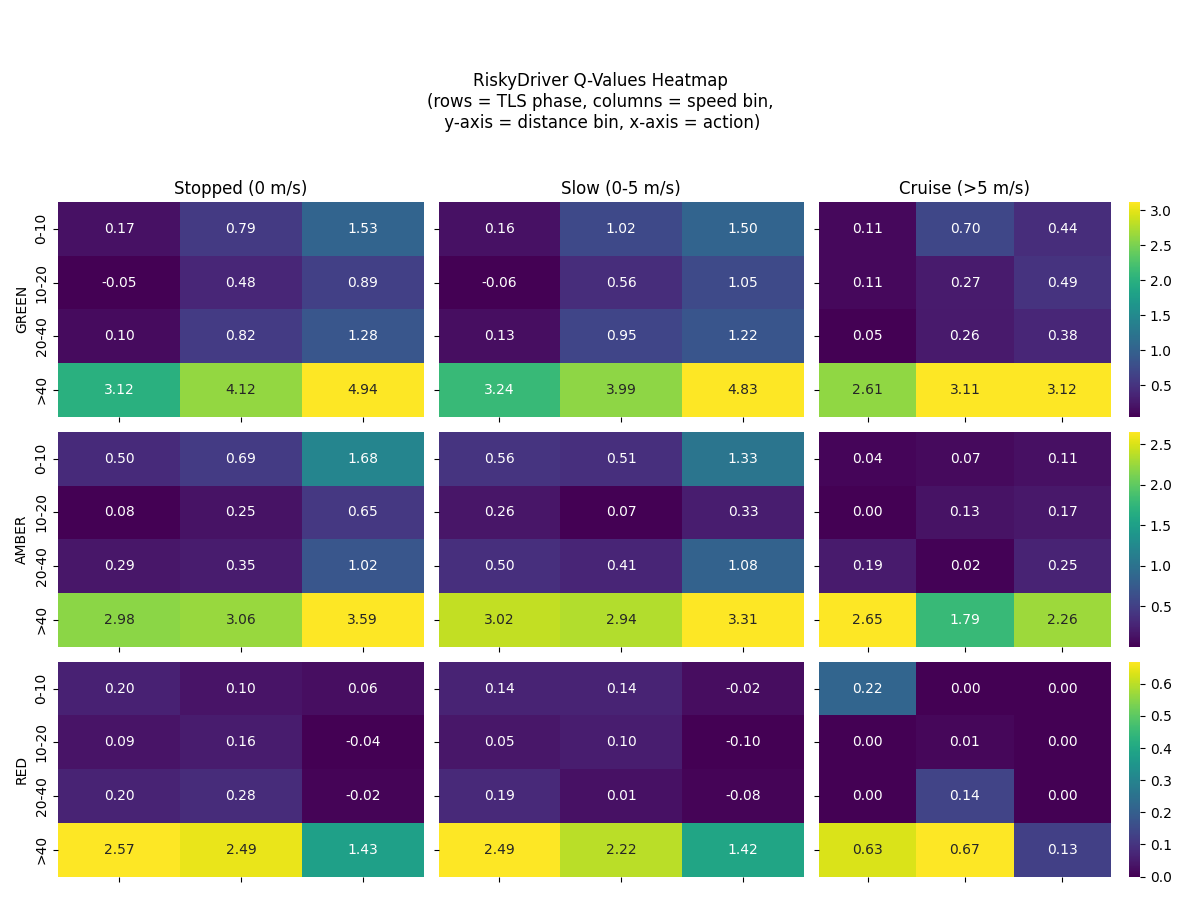 RiskyDriver Q-Values Heatmap
(rows = TLS phase, columns = speed bin,
y-axis = distance bin, x-axis = action)
Stopped (0 m/s) Slow (0-5 m/s) Cruise (>5 m/s)
GREEN
0-10 0.17 0.79 1.53 0.16 1.02 1.50 0.11 0.70 0.44
10-20 -0.05 0.48 0.89 -0.06 0.56 1.05 0.11 0.27 0.49
20-40 0.10 0.82 1.28 0.13 0.95 1.22 0.05 0.26 0.38
>40 3.12 4.12 4.94 3.24 3.99 4.83 2.61 3.11 3.12
3.0
2.5
2.0
1.5
1.0
0.5
AMBER
0-10 0.50 0.69 1.68 0.56 0.51 1.33 0.04 0.07 0.11
10-20 0.08 0.25 0.65 0.26 0.07 0.33 0.00 0.13 0.17
20-40 0.29 0.35 1.02 0.50 0.41 1.08 0.19 0.02 0.25
>40 2.98 3.06 3.59 3.02 2.94 3.31 2.65 1.79 2.26
2.5
2.0
1.5
1.0
0.5
RED
0-10 0.20 0.10 0.06 0.14 0.14 -0.02 0.22 0.00 0.00
10-20 0.09 0.16 -0.04 0.05 0.10 -0.10 0.00 0.01 0.00
20-40 0.20 0.28 -0.02 0.19 0.01 -0.08 0.00 0.14 0.00
>40 2.57 2.49 1.43 2.49 2.22 1.42 0.63 0.67 0.13
0.6
0.5
0.4
0.3
0.2
0.1
0.0